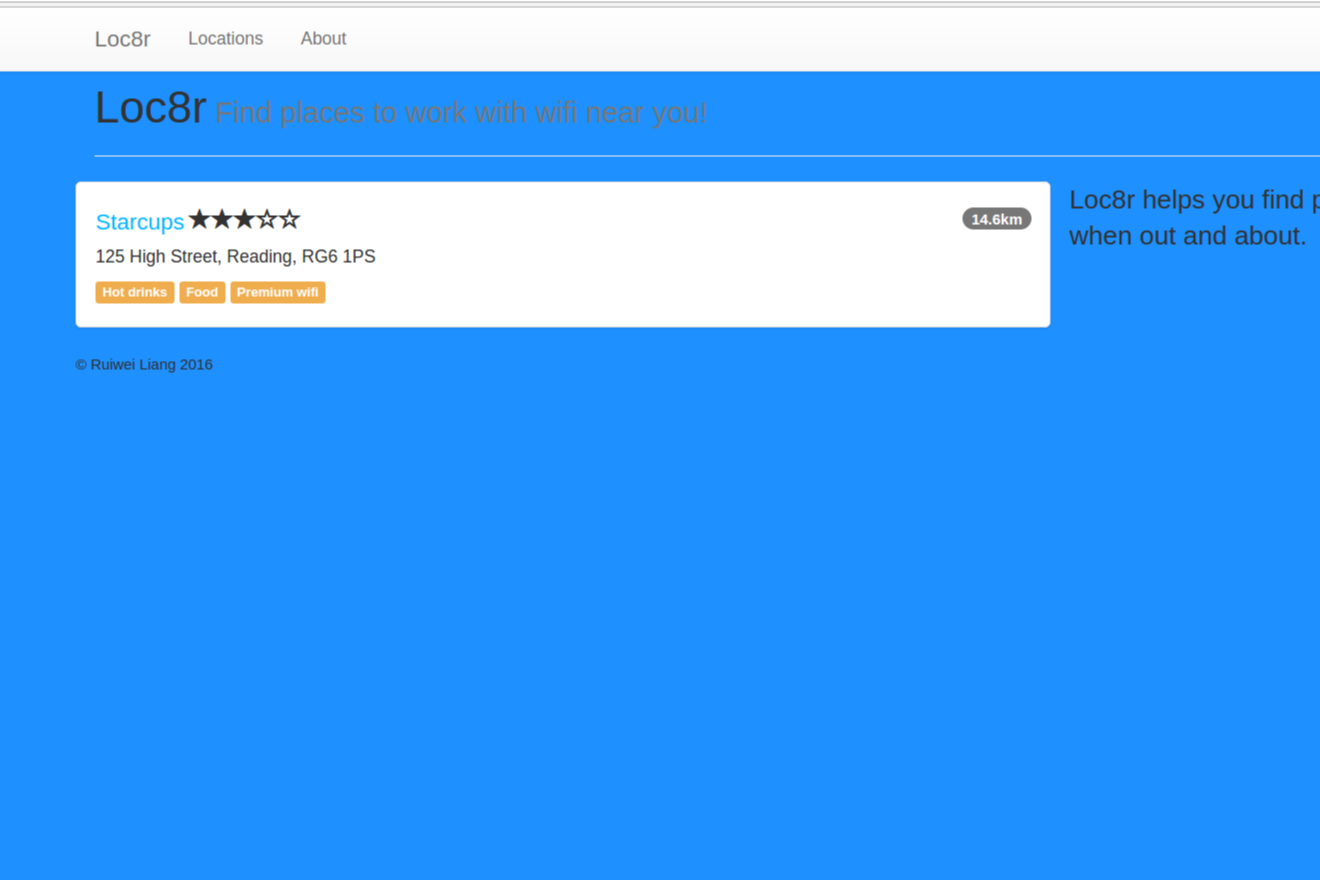 Loc8r Locations About
Loc8r Find places to work with wifi near you!
Starcups ★★★☆☆ 14.6km
125 High Street, Reading, RG6 1PS
Hot drinks Food Premium wifi
Loc8r helps you find
when out and about.
© Ruiwei Liang 2016